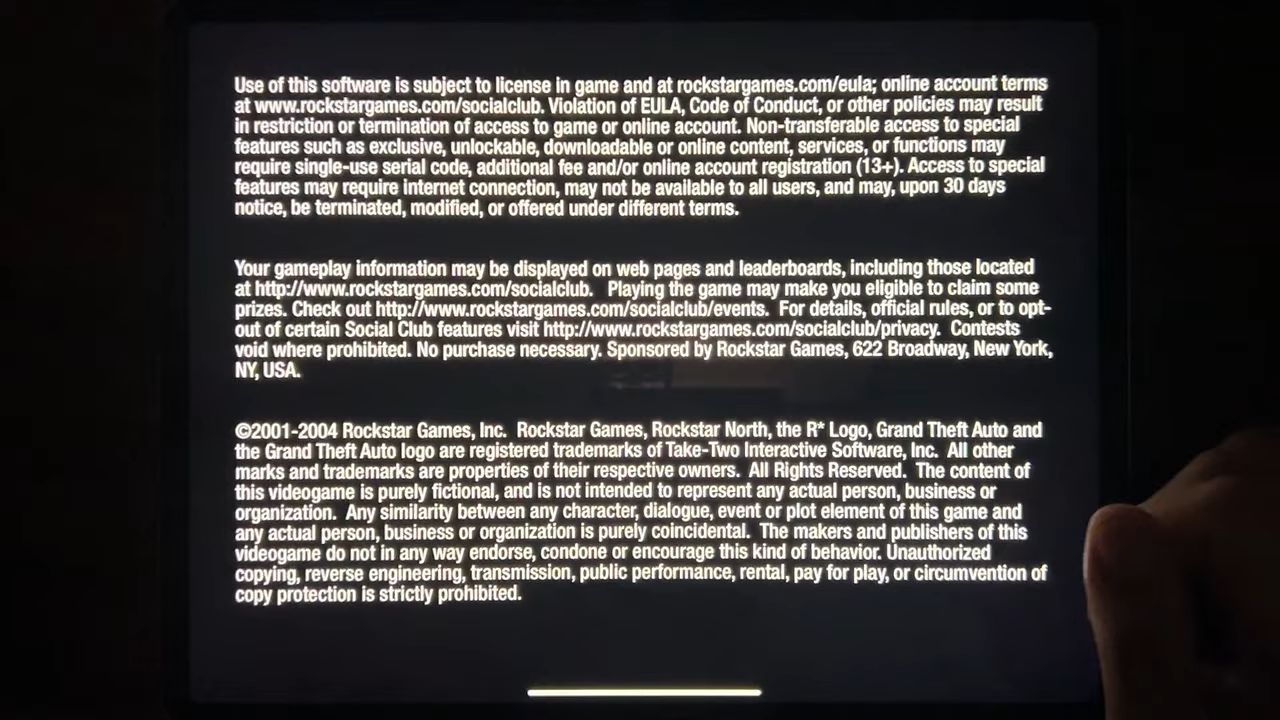 Use of this software is subject to license in game and at rockstargames.com/eula; online account terms
at www.rockstargames.com/socialclub. Violation of EULA, Code of Conduct, or other policies may result
in restriction or termination of access to game or online account. Non-transferable access to special
features such as exclusive, unlockable, downloadable or online content, services, or functions may
require single-use serial code, additional fee and/or online account registration (13+). Access to special
features may require internet connection, may not be available to all users, and may, upon 30 days
notice, be terminated, modified, or offered under different terms.
Your gameplay information may be displayed on web pages and leaderboards, including those located
at http://www.rockstargames.com/socialclub. Playing the game may make you eligible to claim some
prizes. Check out http://www.rockstargames.com/socialclub/events. For details, official rules, or to opt-
out of certain Social Club features visit http://www.rockstargames.com/socialclub/privacy. Contests
void where prohibited. No purchase necessary. Sponsored by Rockstar Games, 622 Broadway, New York,
NY, USA.
©2001-2004 Rockstar Games, Inc. Rockstar Games, Rockstar North, the R* Logo, Grand Theft Auto and
the Grand Theft Auto logo are registered trademarks of Take-Two Interactive Software, Inc. All other
marks and trademarks are properties of their respective owners. All Rights Reserved. The content of
this videogame is purely fictional, and is not intended to represent any actual person, business or
organization. Any similarity between any character, dialogue, event or plot element of this game and
any actual person, business or organization is purely coincidental. The makers and publishers of this
videogame do not in any way endorse, condone or encourage this kind of behavior. Unauthorized
copying, reverse engineering, transmission, public performance, rental, pay for play, or circumvention of
copy protection is strictly prohibited.